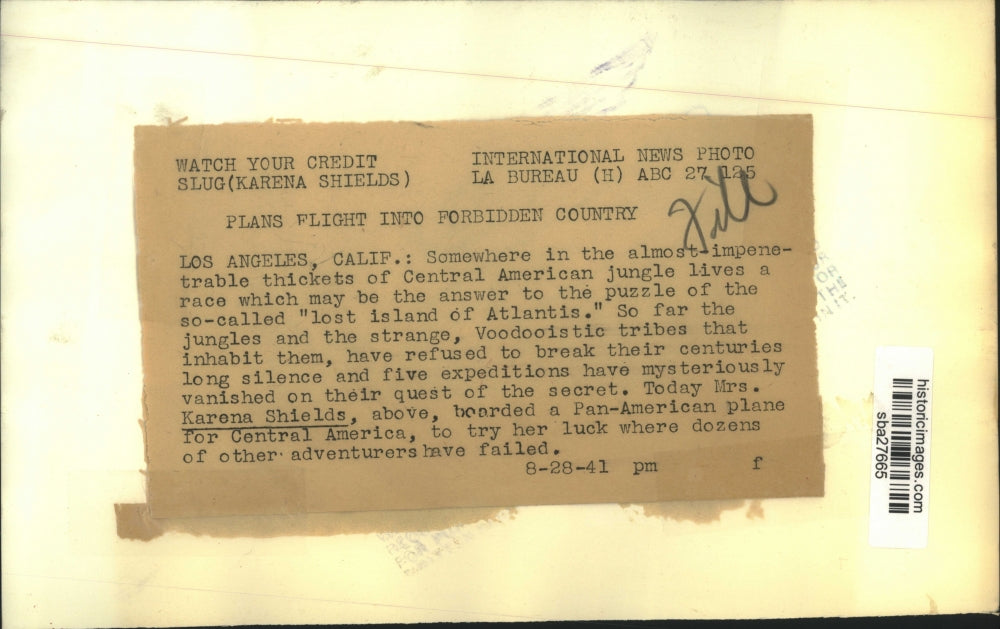 WATCH YOUR CREDIT
SLUG(KARENA SHIELDS)
INTERNATIONAL NEWS PHOTO
LA BUREAU (H) ABC 27 125
PLANS FLIGHT INTO FORBIDDEN COUNTRY
LOS ANGELES, CALIF.: Somewhere in the almost impene-
trable thickets of Central American jungle lives a
race which may be the answer to the puzzle of the
so-called "lost island of Atlantis." So far the
jungles and the strange, Voodooistic tribes that
inhabit them, have refused to break their centuries
long silence and five expeditions have mysteriously
vanished on their quest of the secret. Today Mrs.
Karena Shields, above, boarded a Pan-American plane
for Central America, to try her luck where dozens
of other adventurers have failed.
8-28-41 pm f
historicimages.com
sba27665